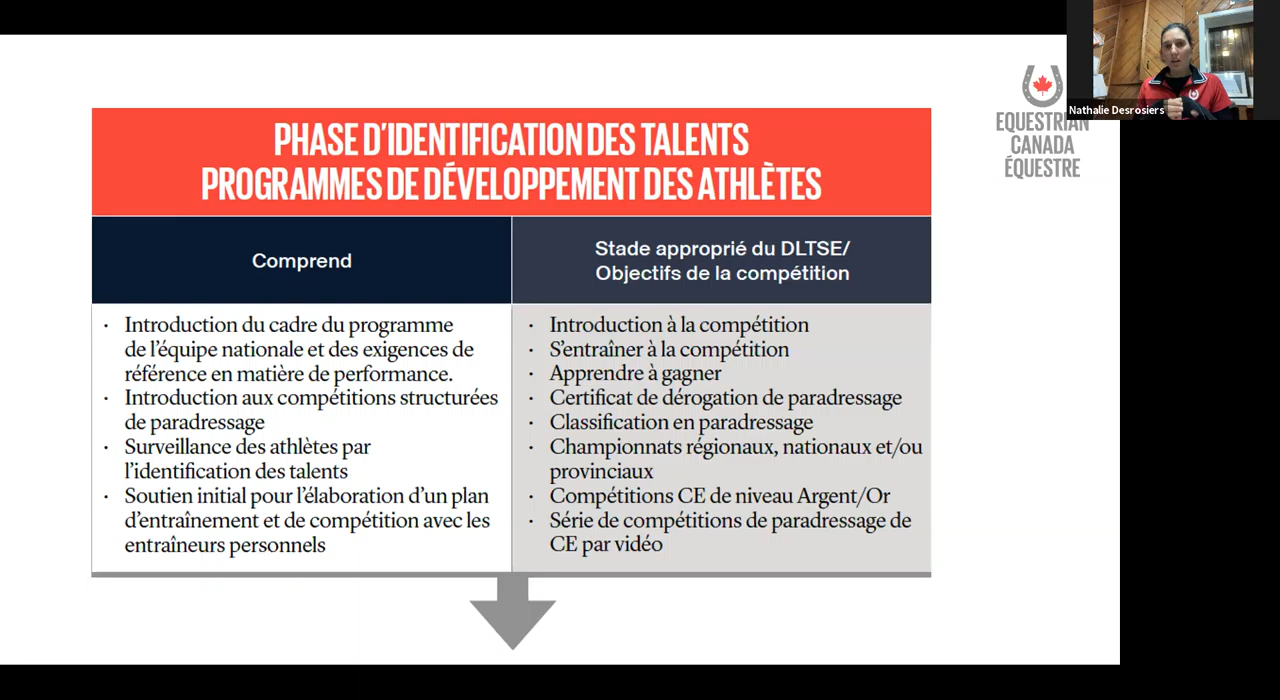 Nathalie Desrosiers
EQUESTRIAN
CANADA
ÉQUESTRE
PHASE D'IDENTIFICATION DES TALENTS
PROGRAMMES DE DÉVELOPPEMENT DES ATHLÈTES
Comprend
Stade approprié du DLTSE/
Objectifs de la compétition
· Introduction du cadre du programme
de l'équipe nationale et des exigences de
référence en matière de performance.
· Introduction aux compétitions structurées
de paradressage
· Surveillance des athlètes par
l'identification des talents
· Soutien initial pour l'élaboration d'un plan
d'entraînement et de compétition avec les
entraîneurs personnels
· Introduction à la compétition
· S'entraîner à la compétition
· Apprendre à gagner
· Certificat de dérogation de paradressage
· Classification en paradressage
· Championnats régionaux, nationaux et/ou
provinciaux
· Compétitions CE de niveau Argent/Or
· Série de compétitions de paradressage de
CE par vidéo